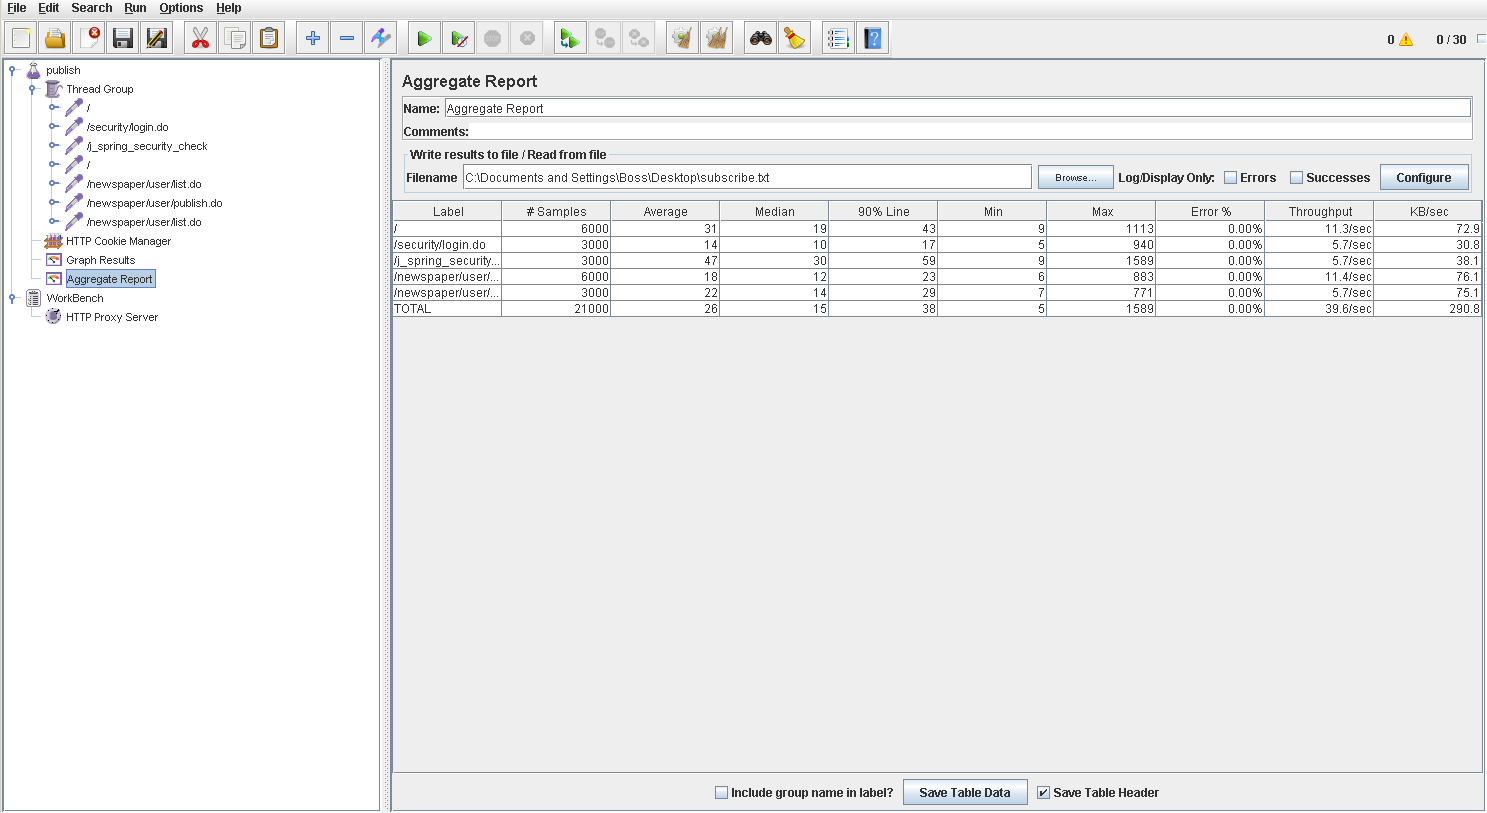 File Edit Search Run Options Help
0 0 / 30
publish
Thread Group
/
/security/login.do
/j_spring_security_check
/
/newspaper/user/list.do
/newspaper/user/publish.do
/newspaper/user/list.do
HTTP Cookie Manager
Graph Results
Aggregate Report
WorkBench
HTTP Proxy Server
Aggregate Report
Name: Aggregate Report
Comments:
Write results to file / Read from file
Filename C:\Documents and Settings\Boss\Desktop\subscribe.txt Browse... Log/Display Only: Errors Successes Configure
Label # Samples Average Median 90% Line Min Max Error % Throughput KB/sec
/ 6000 31 19 43 9 1113 0.00% 11.3/sec 72.9
/security/login.do 3000 14 10 17 5 940 0.00% 5.7/sec 30.8
/j_spring_security... 3000 47 30 59 9 1589 0.00% 5.7/sec 38.1
/newspaper/user/... 6000 18 12 23 6 883 0.00% 11.4/sec 76.1
/newspaper/user/... 3000 22 14 29 7 771 0.00% 5.7/sec 75.1
TOTAL 21000 26 15 38 5 1589 0.00% 39.6/sec 290.8
Include group name in label? Save Table Data Save Table Header